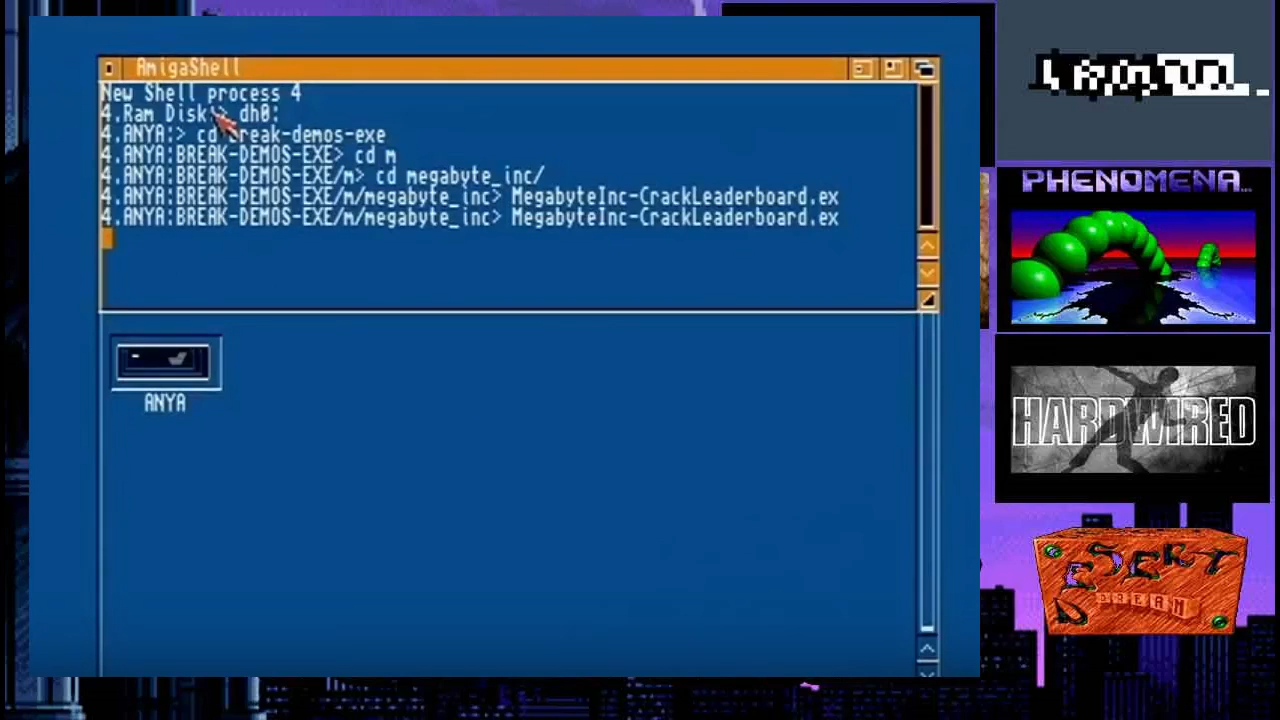 AmigaShell
New Shell process 4
4.Ram Disk:> dh0:
4.ANYA:> cd break-demos-exe
4.ANYA:BREAK-DEMOS-EXE> cd m
4.ANYA:BREAK-DEMOS-EXE/m> cd megabyte_inc/
4.ANYA:BREAK-DEMOS-EXE/m/megabyte_inc> MegabyteInc-CrackLeaderboard.ex
4.ANYA:BREAK-DEMOS-EXE/m/megabyte_inc> MegabyteInc-CrackLeaderboard.ex
ANYA
PHENOMENA...
HARDWIRED
DESERT
DREAM